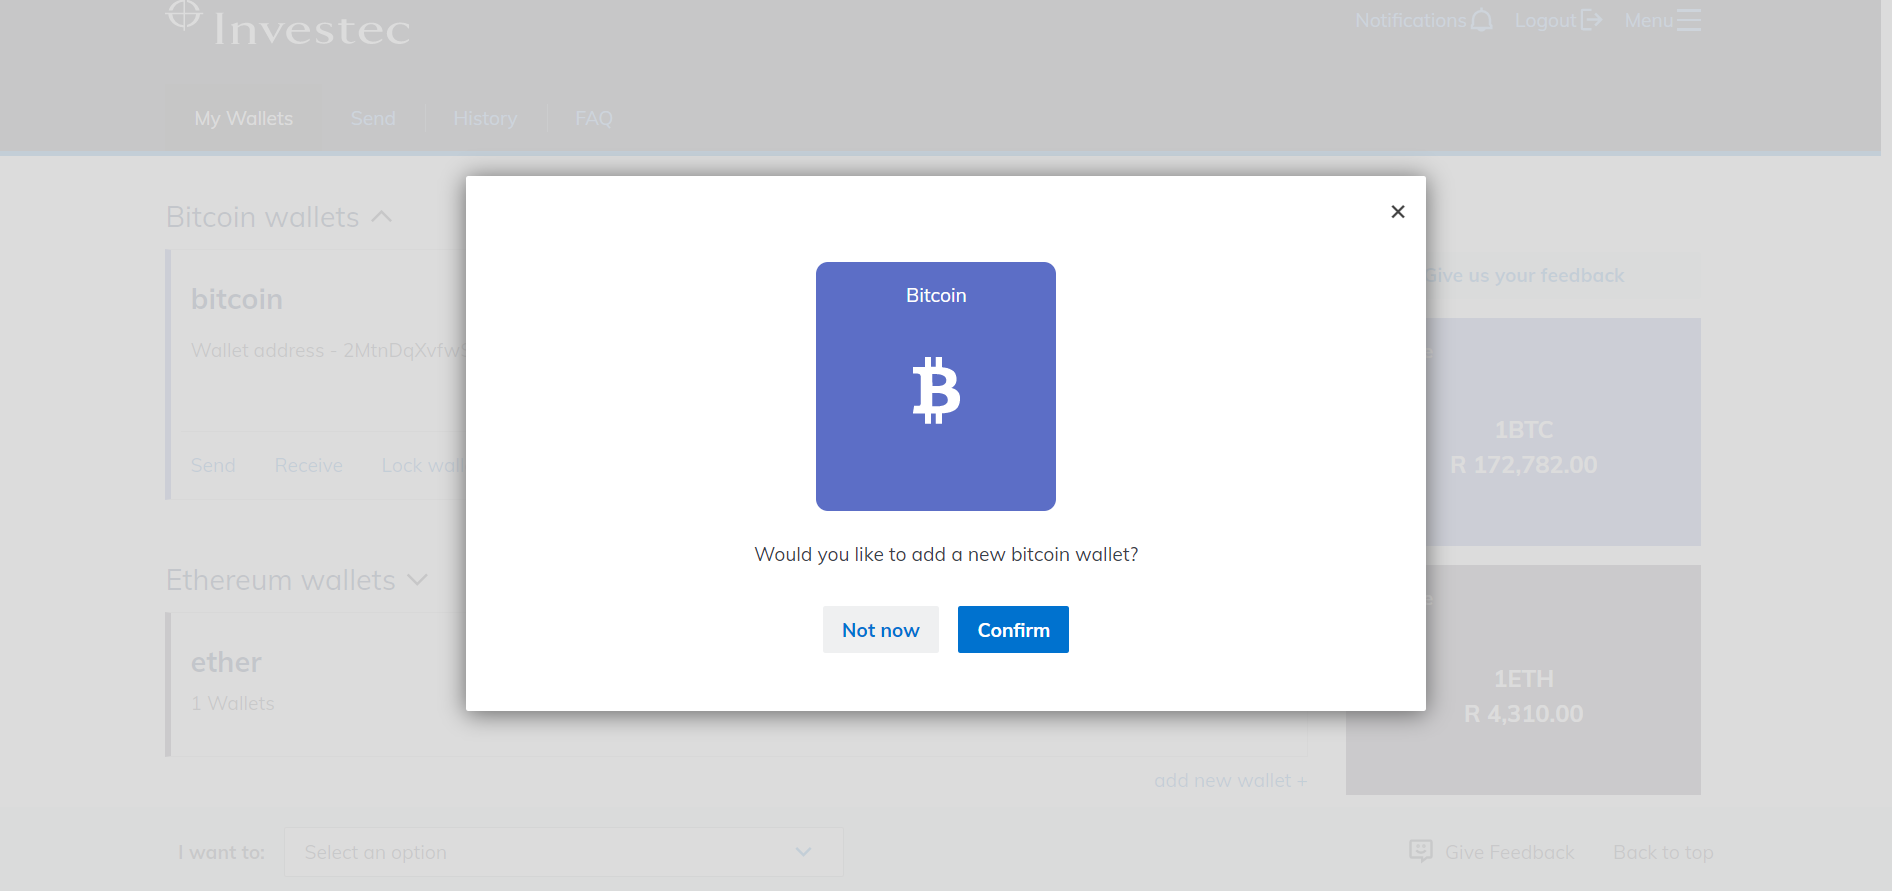 Investec
Notifications
Logout
Menu
My Wallets
Send
History
FAQ
Bitcoin wallets
bitcoin
Wallet address - 2MtnDqXvfw
Send
Receive
Lock wall
Ethereum wallets
ether
1 Wallets
add new wallet +
Bitcoin
Would you like to add a new bitcoin wallet?
Not now
Confirm
Give us your feedback
1BTC
R 172,782.00
1ETH
R 4,310.00
I want to:
Select an option
Give Feedback
Back to top